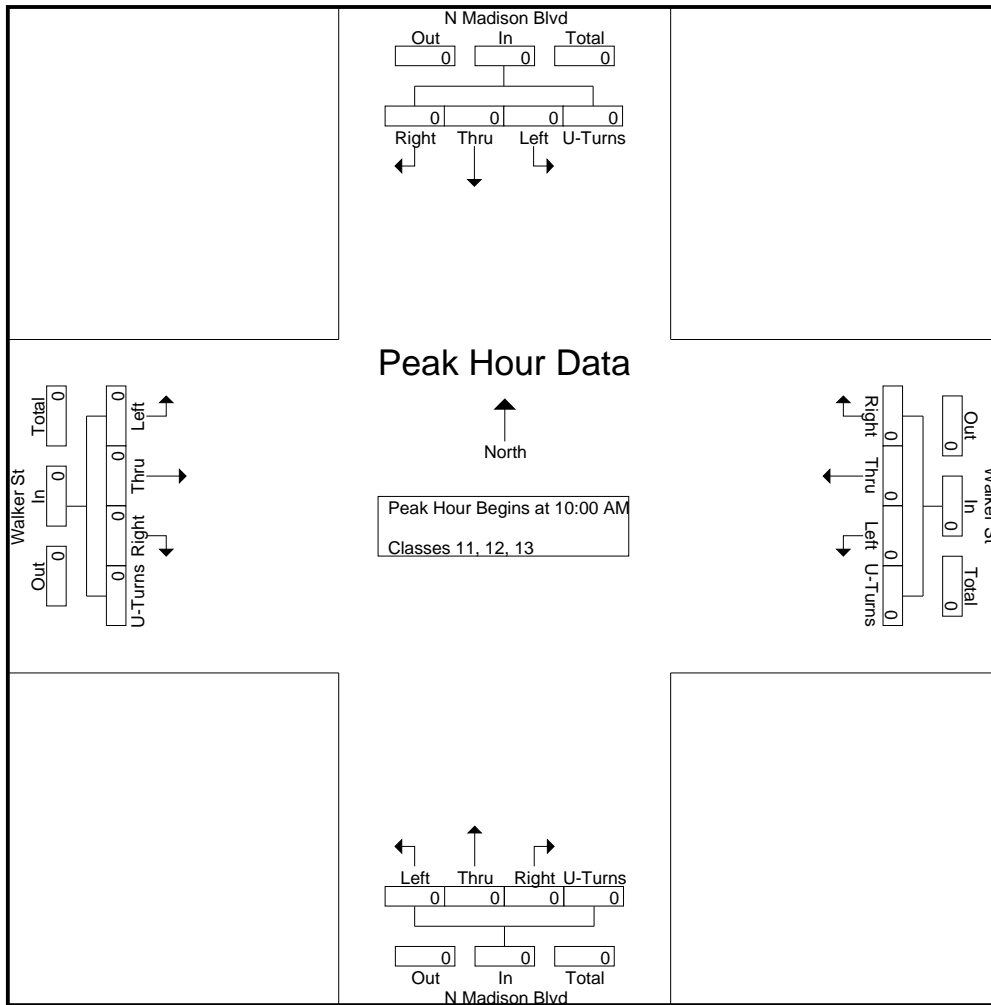 N Madison Blvd
Out In Total
0 0 0
0 0 0 0
Right Thru Left U-Turns
Peak Hour Data
North
Peak Hour Begins at 10:00 AM
Classes 11, 12, 13
Walker St
Total In Out
0 0 0
0 0 0 0
Left Thru Right U-Turns
Walker St
Out In Total
0 0 0
0 0 0 0
Right Thru Left U-Turns
Left Thru Right U-Turns
0 0 0 0
0 0 0
Out In Total
N Madison Blvd